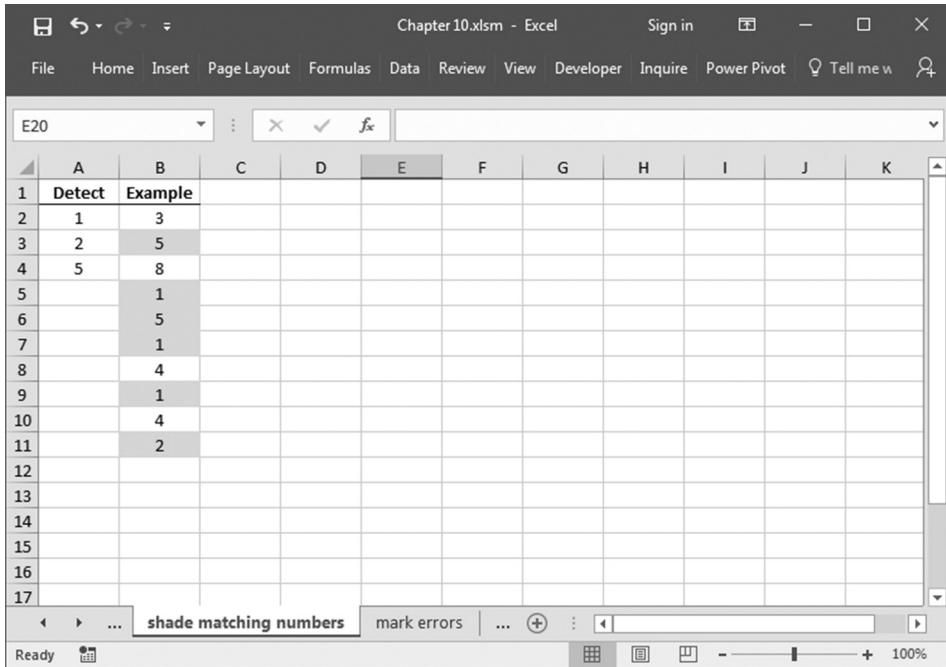 Chapter 10.xlsm - Excel Sign in
File Home Insert Page Layout Formulas Data Review View Developer Inquire Power Pivot Tell me w
E20 fx
A B C D E F G H I J K
1 Detect Example
2 1 3
3 2 5
4 5 8
5 1
6 5
7 1
8 4
9 1
10 4
11 2
12
13
14
15
16
17
... shade matching numbers mark errors ...
Ready 100%